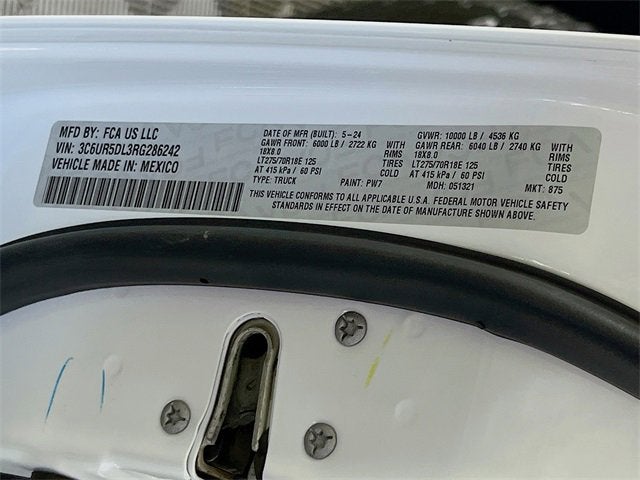 MFD BY: FCA US LLC
VIN: 3C6UR5DL3RG286242
VEHICLE MADE IN: MEXICO
DATE OF MFR (BUILT): 5-24 GVWR: 10000 LB / 4536 KG
GAWR FRONT: 6000 LB / 2722 KG WITH GAWR REAR: 6040 LB / 2740 KG WITH
18X8.0 RIMS 18X8.0 RIMS
LT275/70R18E 125 TIRES LT275/70R18E 125 TIRES
AT 415 kPa / 60 PSI COLD AT 415 kPa / 60 PSI COLD
TYPE: TRUCK PAINT: PW7 MDH: 051321 MKT: 875
THIS VEHICLE CONFORMS TO ALL APPLICABLE U.S.A. FEDERAL MOTOR VEHICLE SAFETY
STANDARDS IN EFFECT ON THE DATE OF MANUFACTURE SHOWN ABOVE.